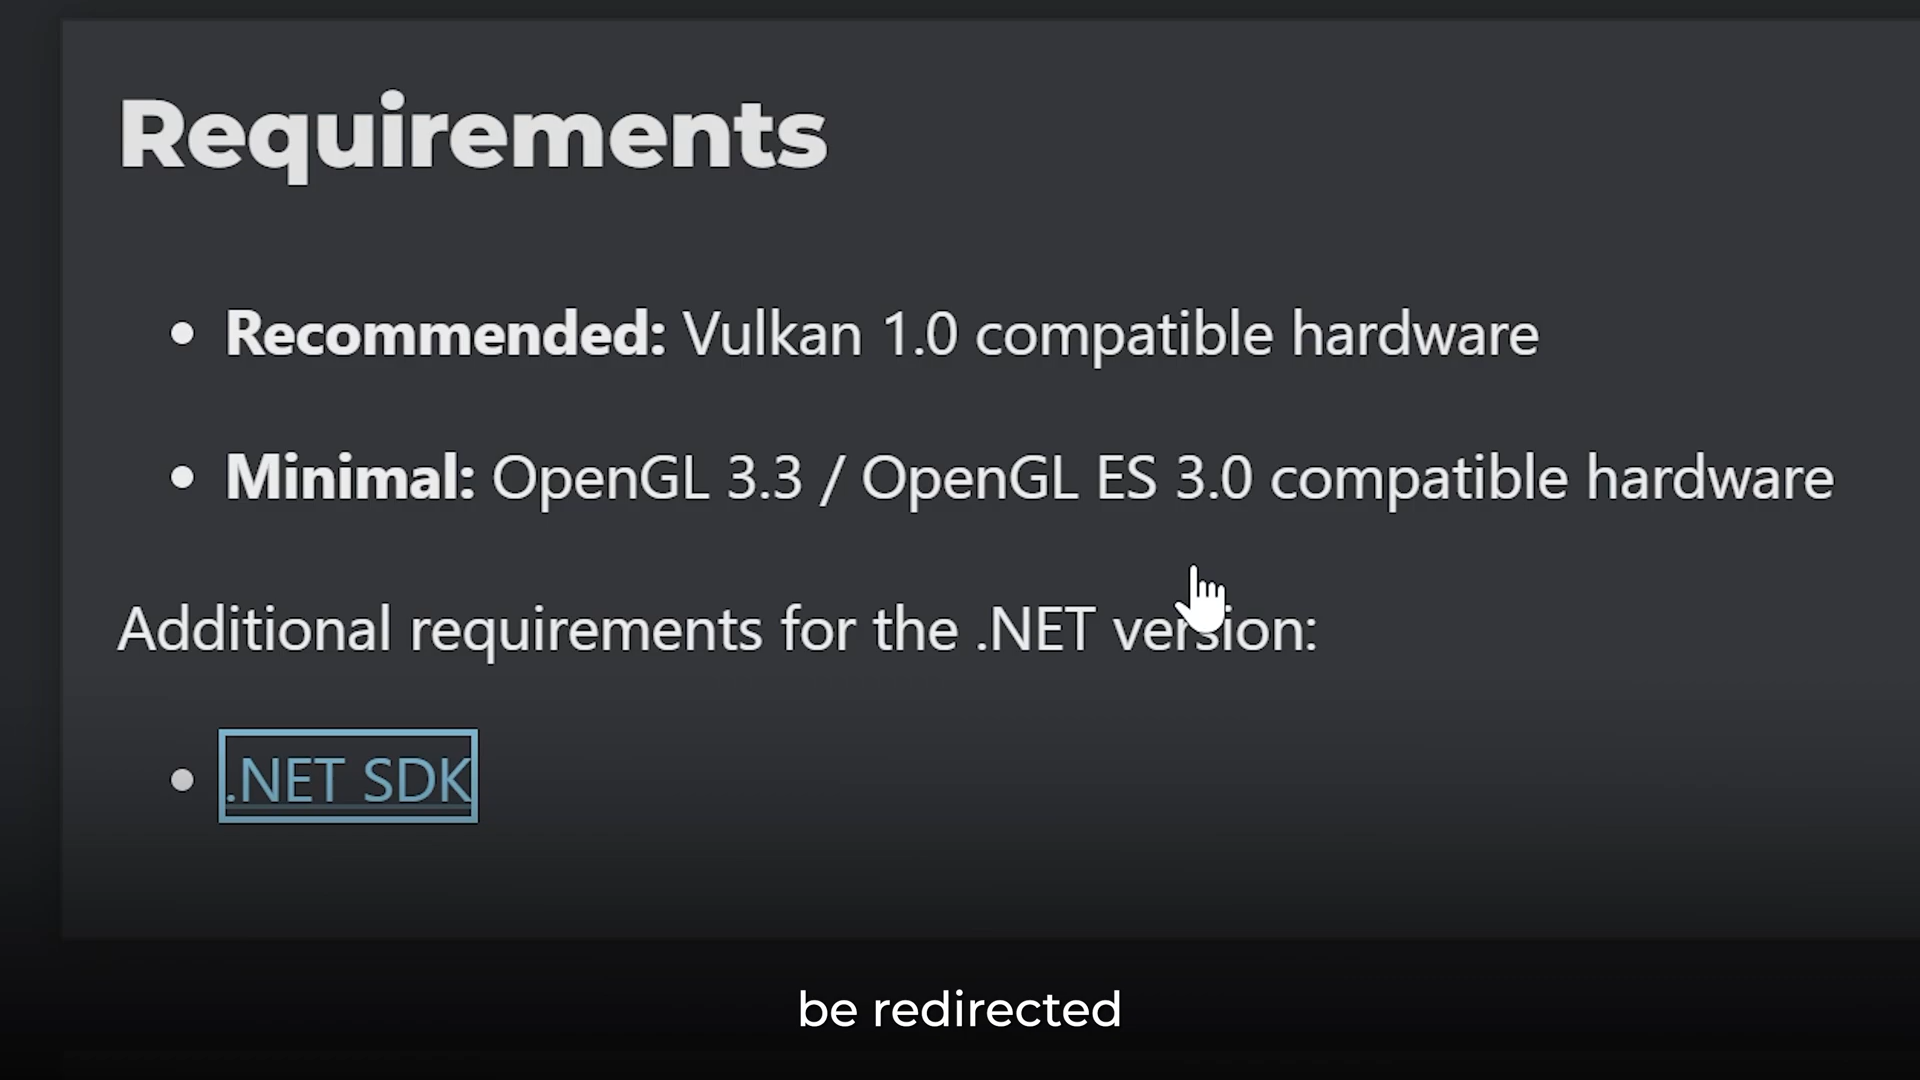 Requirements
Recommended: Vulkan 1.0 compatible hardware
Minimal: OpenGL 3.3 / OpenGL ES 3.0 compatible hardware
Additional requirements for the .NET version:
.NET SDK
be redirected